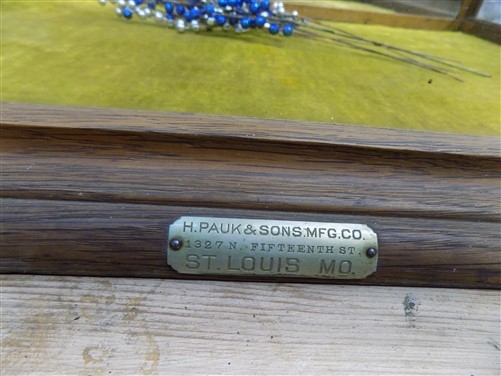 H. PAUK & SONS. MFG. CO.
1327 N. FIFTEENTH ST.
ST. LOUIS MO.